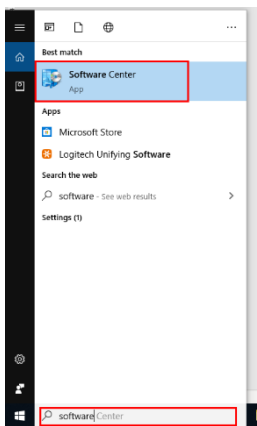 Best match
Software Center
App
Apps
Microsoft Store
Logitech Unifying Software
Search the web
software - See web results
Settings (1)
software Center